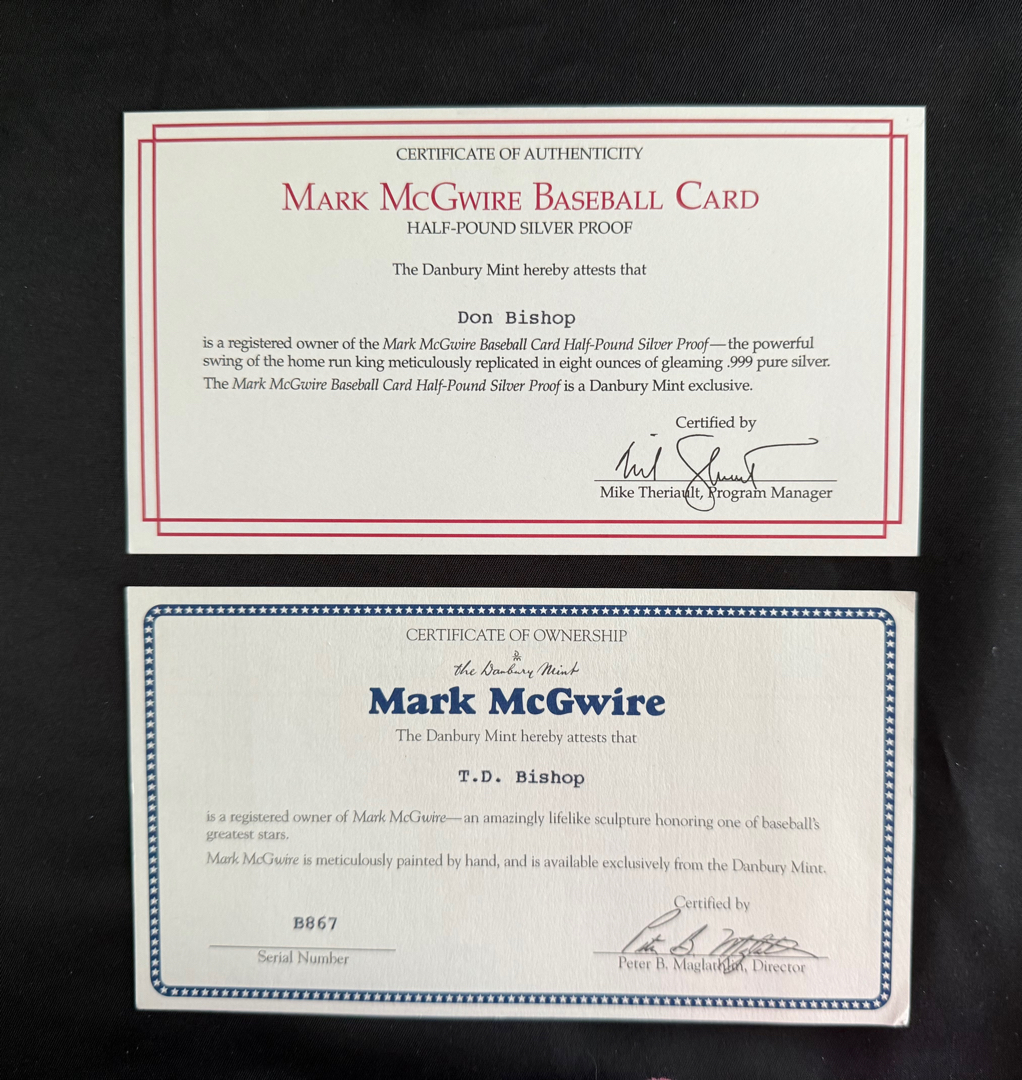 CERTIFICATE OF AUTHENTICITY
MARK MCGWIRE BASEBALL CARD
HALF-POUND SILVER PROOF
The Danbury Mint hereby attests that
Don Bishop
is a registered owner of the Mark McGwire Baseball Card Half-Pound Silver Proof—the powerful
swing of the home run king meticulously replicated in eight ounces of gleaming .999 pure silver.
The Mark McGwire Baseball Card Half-Pound Silver Proof is a Danbury Mint exclusive.
Certified by
Mike Theriault, Program Manager
CERTIFICATE OF OWNERSHIP
the Danbury Mint
Mark McGwire
The Danbury Mint hereby attests that
T.D. Bishop
is a registered owner of Mark McGwire—an amazingly lifelike sculpture honoring one of baseball's
greatest stars.
Mark McGwire is meticulously painted by hand, and is available exclusively from the Danbury Mint.
Certified by
B867
Serial Number
Peter B. Maglathlin, Director